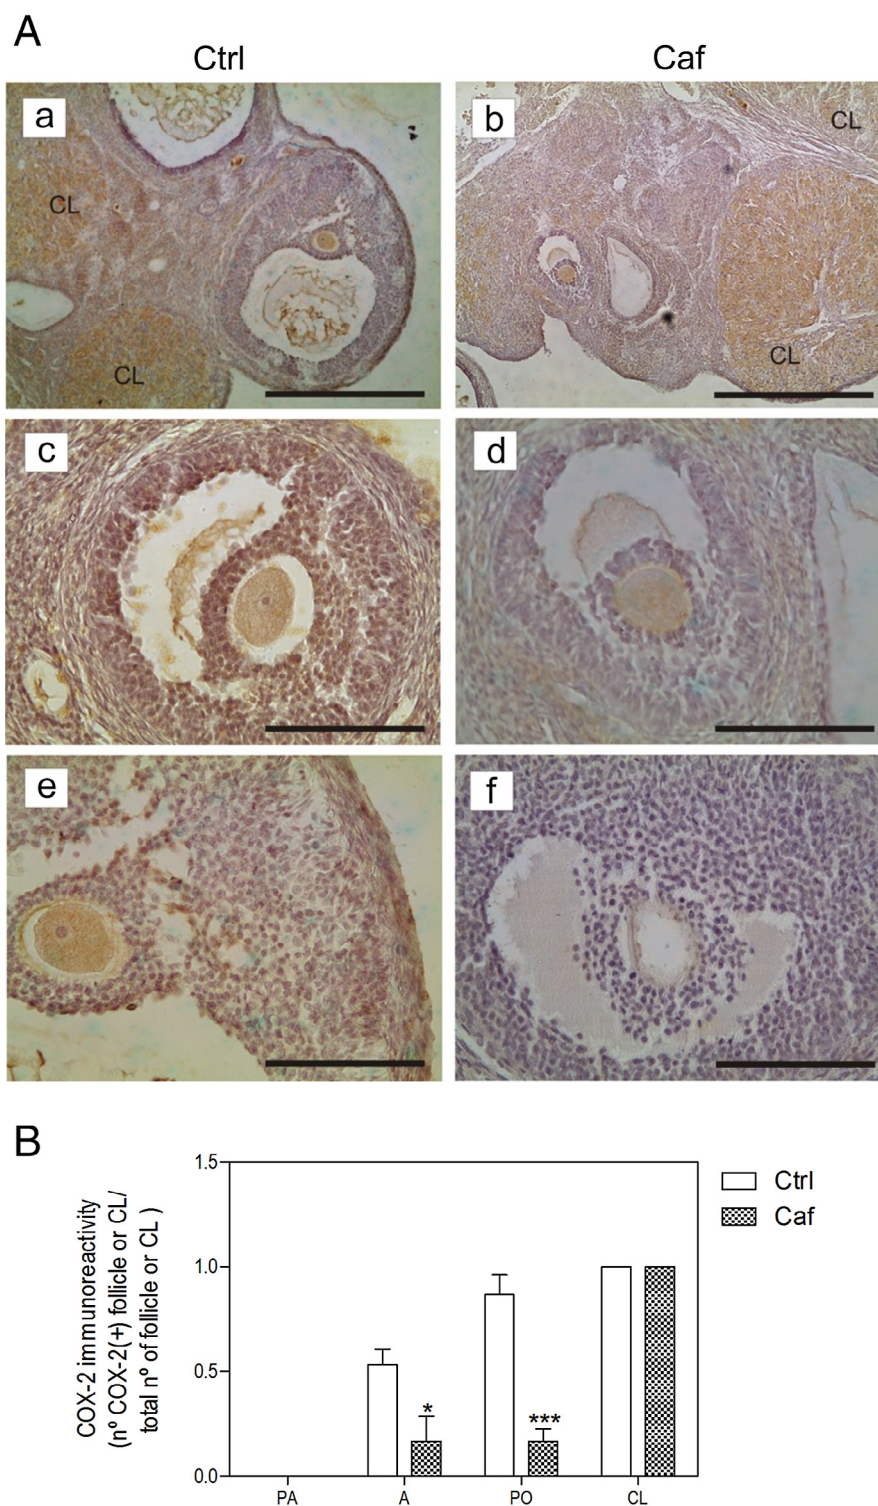 A
Ctrl
Caf
a
b
CL
CL
CL
CL
c
d
e
f
B
COX-2 immunoreactivity
(nº COX-2(+) follicle or CL/
total nº of follicle or CL )
1.5
1.0
0.5
0.0
*
***
PA
A
PO
CL
Ctrl
Caf